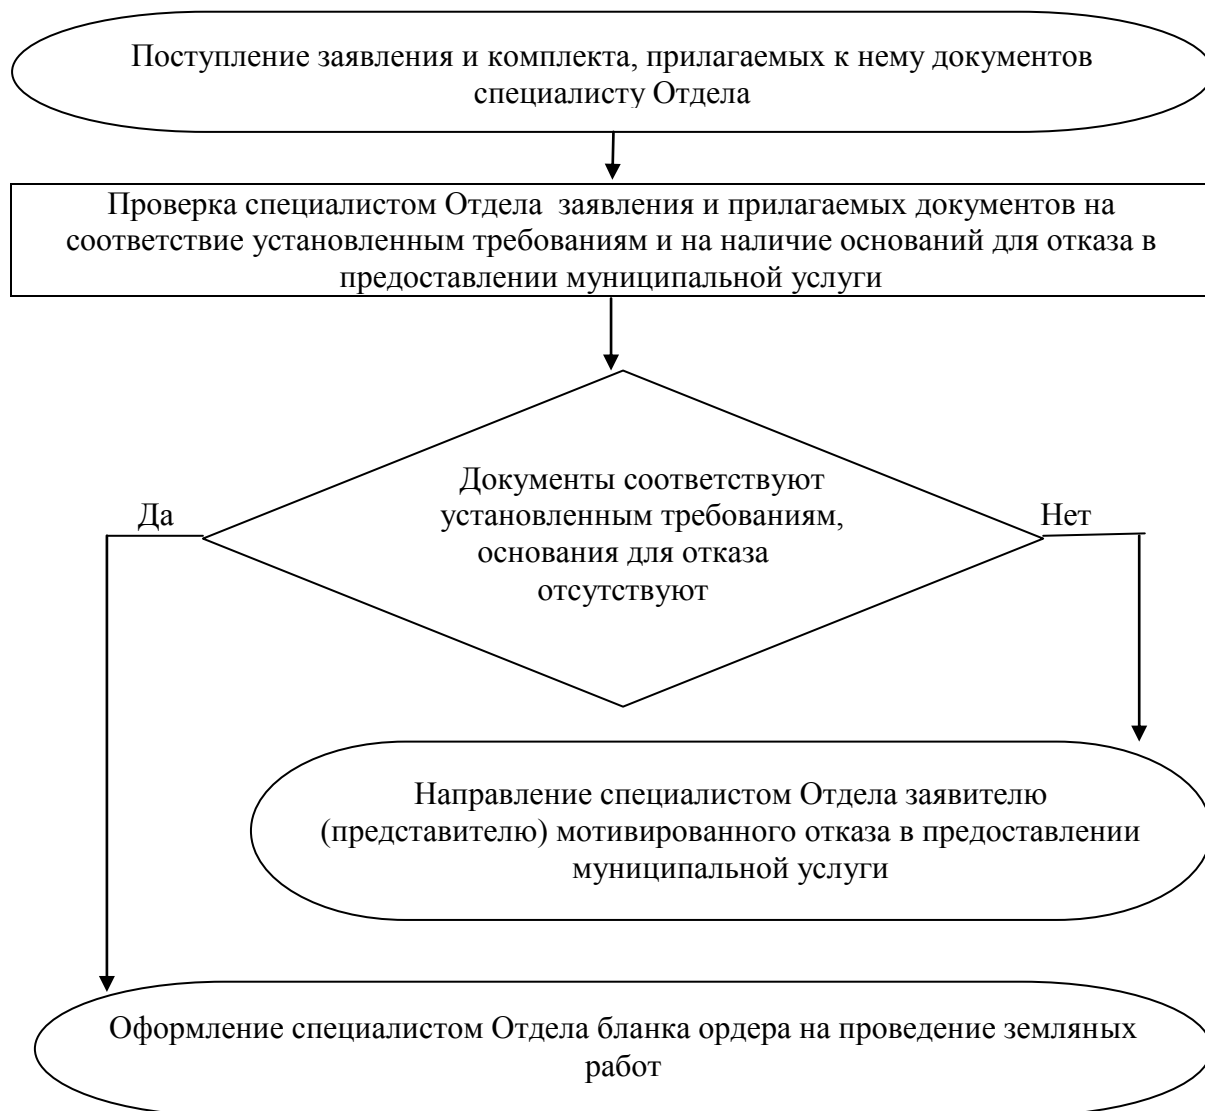 Поступление заявления и комплекта, прилагаемых к нему документов
специалисту Отдела
Проверка специалистом Отдела  заявления и прилагаемых документов на
соответствие установленным требованиям и на наличие оснований для отказа в
предоставлении муниципальной услуги
Документы соответствуют
установленным требованиям,
основания для отказа
отсутствуют
Да
Нет
Направление специалистом Отдела заявителю
(представителю) мотивированного отказа в предоставлении
муниципальной услуги
Оформление специалистом Отдела бланка ордера на проведение земляных
работ